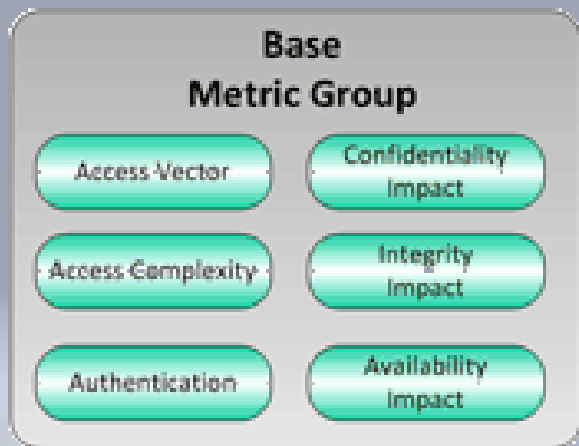 Base
Metric Group
Access Vector
Confidentiality
Impact
Access Complexity
Integrity
Impact
Authentication
Availability
Impact